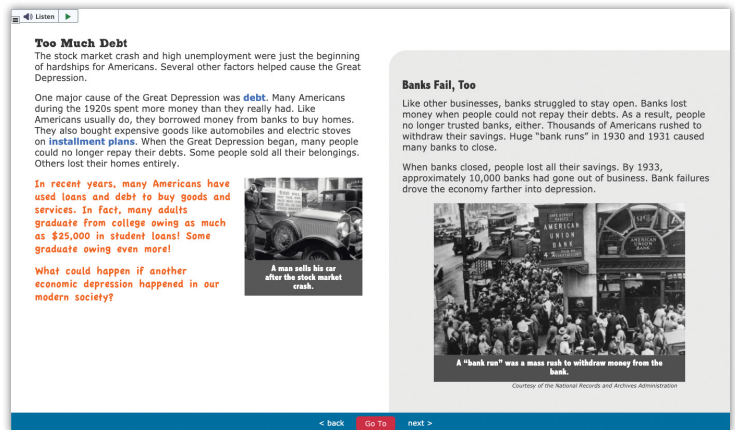 Listen
Too Much Debt
The stock market crash and high unemployment were just the beginning
of hardships for Americans. Several other factors helped cause the Great
Depression.
One major cause of the Great Depression was debt. Many Americans
during the 1920s spent more money than they really had. Like
Americans usually do, they borrowed money from banks to buy homes.
They also bought expensive goods like automobiles and electric stoves
on installment plans. When the Great Depression began, many people
could no longer repay their debts. Some people sold all their belongings.
Others lost their homes entirely.
In recent years, many Americans have
used loans and debt to buy goods and
services. In fact, many adults
graduate from college owing as much
as $25,000 in student loans! Some
graduate owing even more!
What could happen if another
economic depression happened in our
modern society?
A man sells his car
after the stock market
crash.
Banks Fail, Too
Like other businesses, banks struggled to stay open. Banks lost
money when people could not repay their debts. As a result, people
no longer trusted banks, either. Thousands of Americans rushed to
withdraw their savings. Huge “bank runs” in 1930 and 1931 caused
many banks to close.
When banks closed, people lost all their savings. By 1933,
approximately 10,000 banks had gone out of business. Bank failures
drove the economy farther into depression.
SAFE DEPOSIT
VAULTS
AMERICAN
UNION
BANK
AMERICAN
UNION
BANK
A “bank run” was a mass rush to withdraw money from the
bank.
Courtesy of the National Records and Archives Administration
< back
Go To
next >